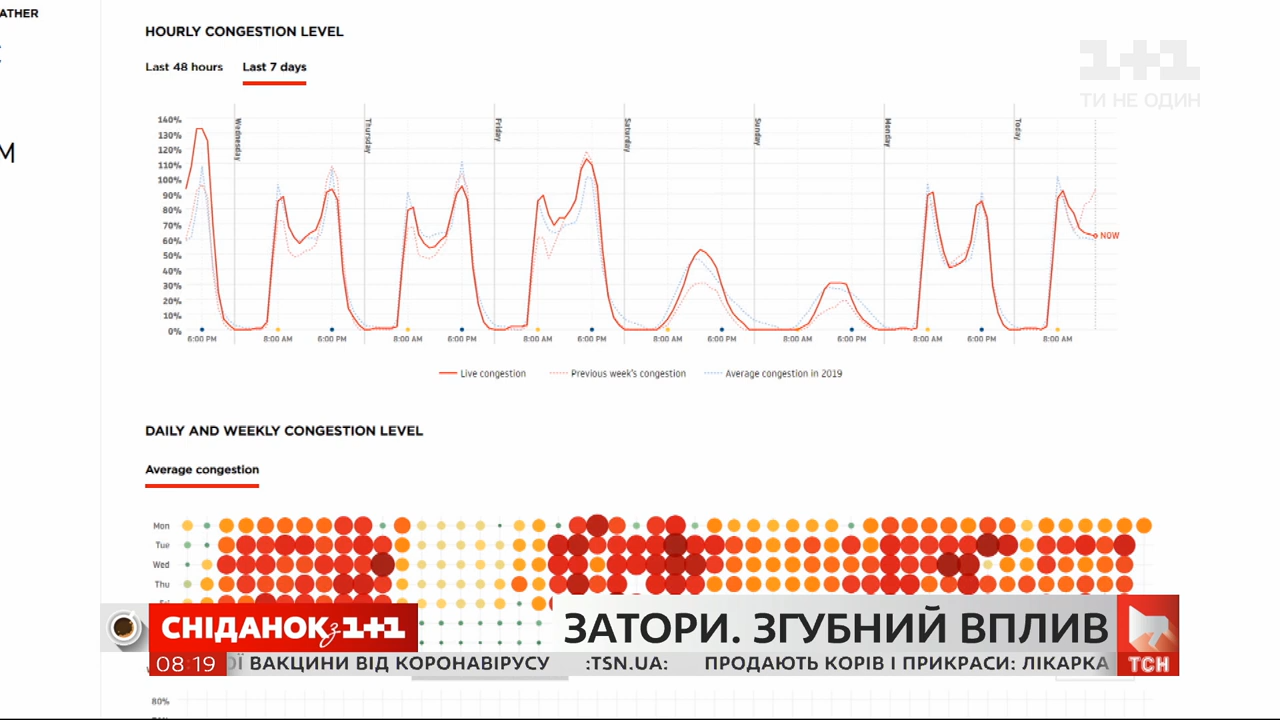 ATHER
HOURLY CONGESTION LEVEL
Last 48 hours Last 7 days
1+1
ТИ НЕ ОДИН
M
140%
130%
120%
110%
100%
90%
80%
70%
60%
50%
40%
30%
20%
10%
0%
Wednesday Thursday Friday Saturday Sunday Monday Today
NOW
6:00 PM 8:00 AM 6:00 PM 8:00 AM 6:00 PM 8:00 AM 6:00 PM 8:00 AM 6:00 PM 8:00 AM 6:00 PM 8:00 AM 6:00 PM 8:00 AM
Live congestion Previous week's congestion Average congestion in 2019
DAILY AND WEEKLY CONGESTION LEVEL
Average congestion
Mon
Tue
Wed
Thu
СНІДАНОК з 1+1
ЗАТОРИ. ЗГУБНИЙ ВПЛИВ
08:19 ОЇ ВАКЦИНИ ВІД КОРОНАВІРУСУ :TSN.UA: ПРОДАЮТЬ КОРІВ І ПРИКРАСИ: ЛІКАРКА
ТСН
80%